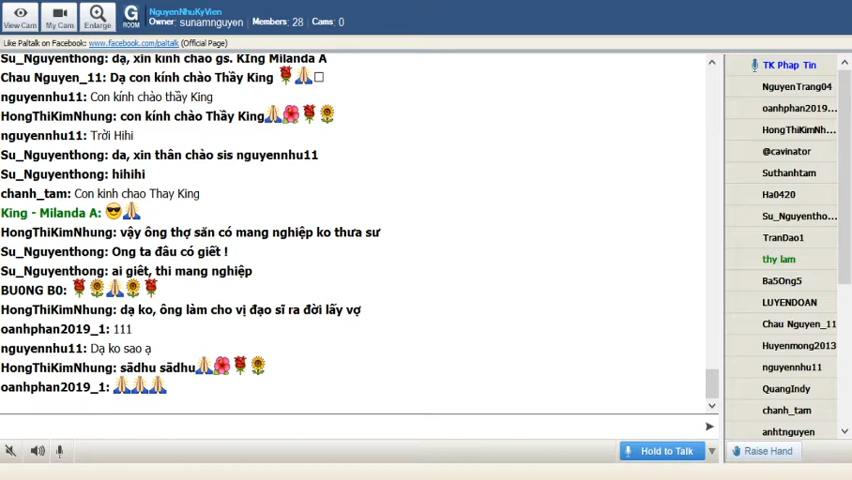 View Cam
My Cam
Enlarge
G
ROOM
NguyenNhuKyVien
Owner: sunamnguyen Members: 28 Cams: 0
Like Paltalk on Facebook: www.facebook.com/paltalk (Official Page)
Su_Nguyenthong: dạ, xin kính chào gs. KIng Milanda A
Chau Nguyen_11: Dạ con kính chào Thầy King 🌹🙏□
nguyennhu11: Con kính chào thầy King
HongThiKimNhung: con kính chào Thầy King🙏🌺🌹🌻
nguyennhu11: Trời Hihi
Su_Nguyenthong: da, xin thân chào sis nguyennhu11
Su_Nguyenthong: hihihi
chanh_tam: Con kinh chao Thay King
King - Milanda A: 😎🙏
HongThiKimNhung: vậy ông thợ săn có mang nghiệp ko thưa sư
Su_Nguyenthong: Ong ta đâu có giết !
Su_Nguyenthong: ai giêt, thi mang nghiệp
BU0NG B0: 🌹🌻🙏🌻🌹
HongThiKimNhung: dạ ko, ông làm cho vị đạo sĩ ra đời lấy vợ
oanhphan2019_1: 111
nguyennhu11: Dạ ko sao ạ
HongThiKimNhung: sādhu sādhu🙏🌺🌹🌻
oanhphan2019_1: 🙏🙏🙏
Hold to Talk
TK Phap Tin
NguyenTrang04
oanhphan2019...
HongThiKimNh...
@cavinator
Suthanhtam
Ha0420
Su_Nguyentho...
TranDao1
thy lam
Ba5Ong5
LUYENDOAN
Chau Nguyen_11
Huyenmong2013
nguyennhu11
QuangIndy
chanh_tam
anhtnguyen
Raise Hand